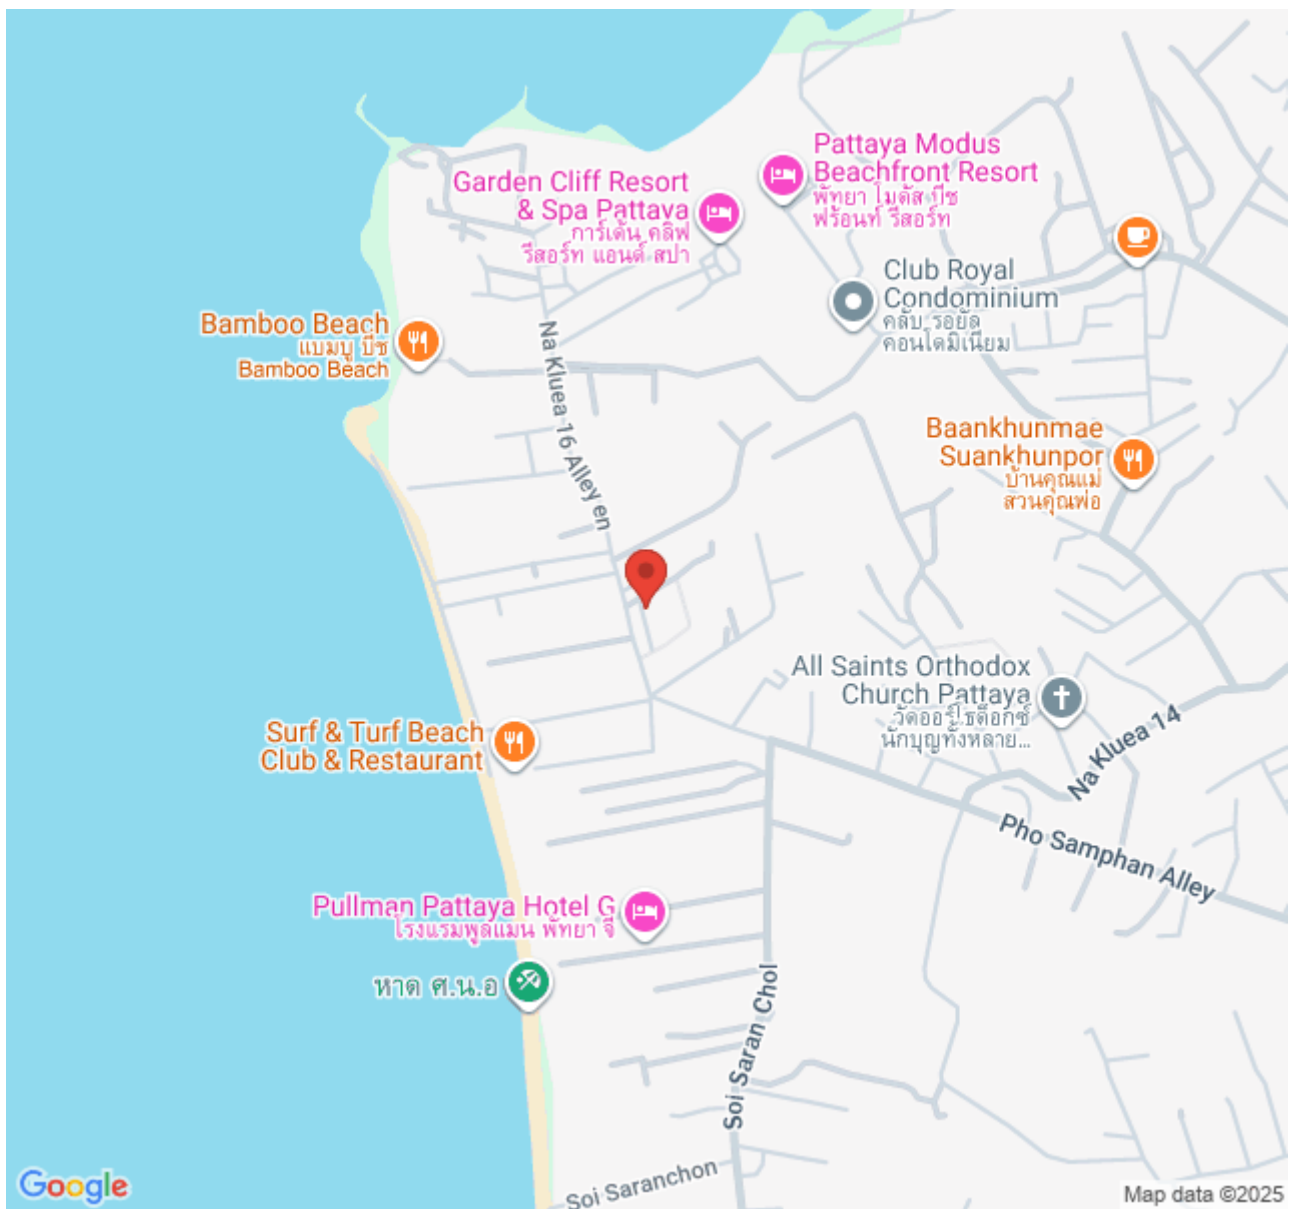 Pattaya Modus
Beachfront Resort
พัทยา โมดัส บีช
ฟร้อนท์ รีสอร์ท
Garden Cliff Resort
& Spa Pattaya
การ์เด้น คลิฟ
รีสอร์ท แอนด์ สปา
Club Royal
Condominium
คลับ รอยัล
คอนโดมิเนียม
Bamboo Beach
แบมบู บีช
Bamboo Beach
Na Kluea 16 Alley en
Baankhunmae
Suankhunpor
บ้านคุณแม่
สวนคุณพ่อ
All Saints Orthodox
Church Pattaya
วัดออร์โธด็อกซ์
นักบุญทั้งหลาย...
Na Kluea 14
Surf & Turf Beach
Club & Restaurant
Pho Samphan Alley
Pullman Pattaya Hotel G
โรงแรมพูลแมน พัทยา จี
หาด ศ.น.อ
Soi Saran Chol
Soi Saranchon
Google
Map data ©2025